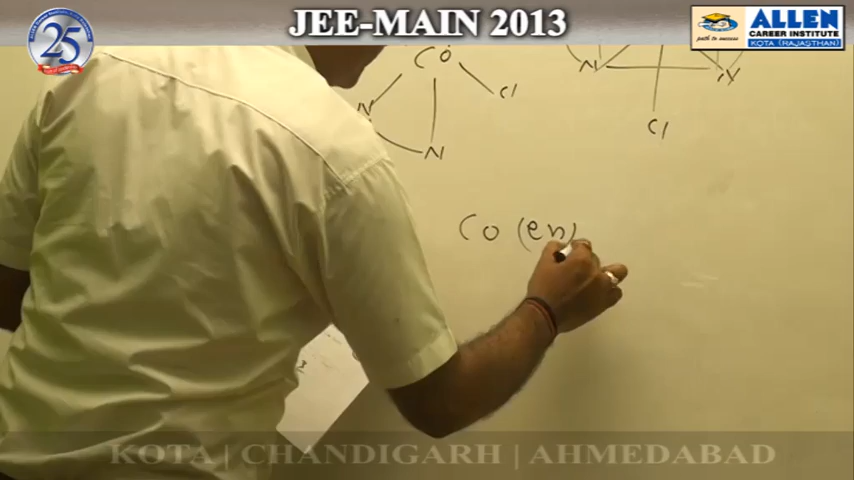 JEE-MAIN 2013
25
path to success
ALLEN
CAREER INSTITUTE
KOTA (RAJASTHAN)
Co
N
Cl
N
N
N
Cl
Co (en)
KOTA | CHANDIGARH | AHMEDABAD